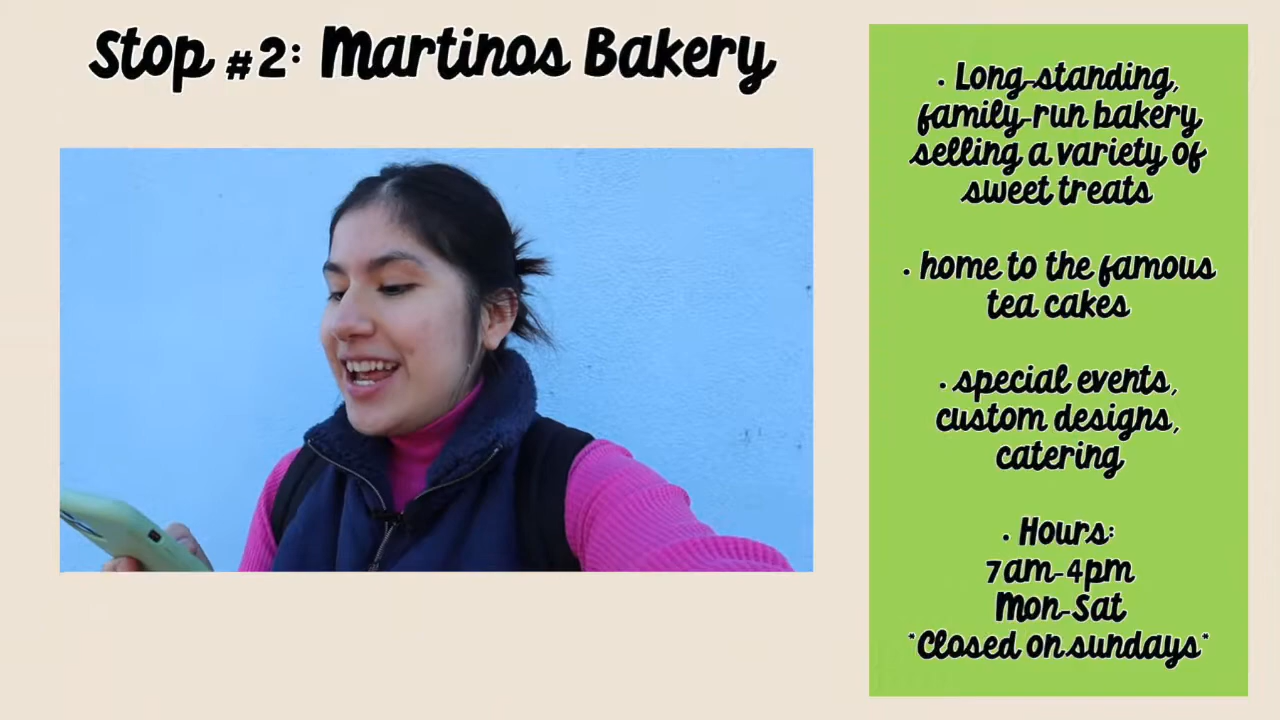 Stop #2: Martinos Bakery
• Long-standing,
family-run bakery
selling a variety of
sweet treats
• home to the famous
tea cakes
• special events,
custom designs,
catering
• Hours:
7am-4pm
Mon-Sat
*Closed on sundays*